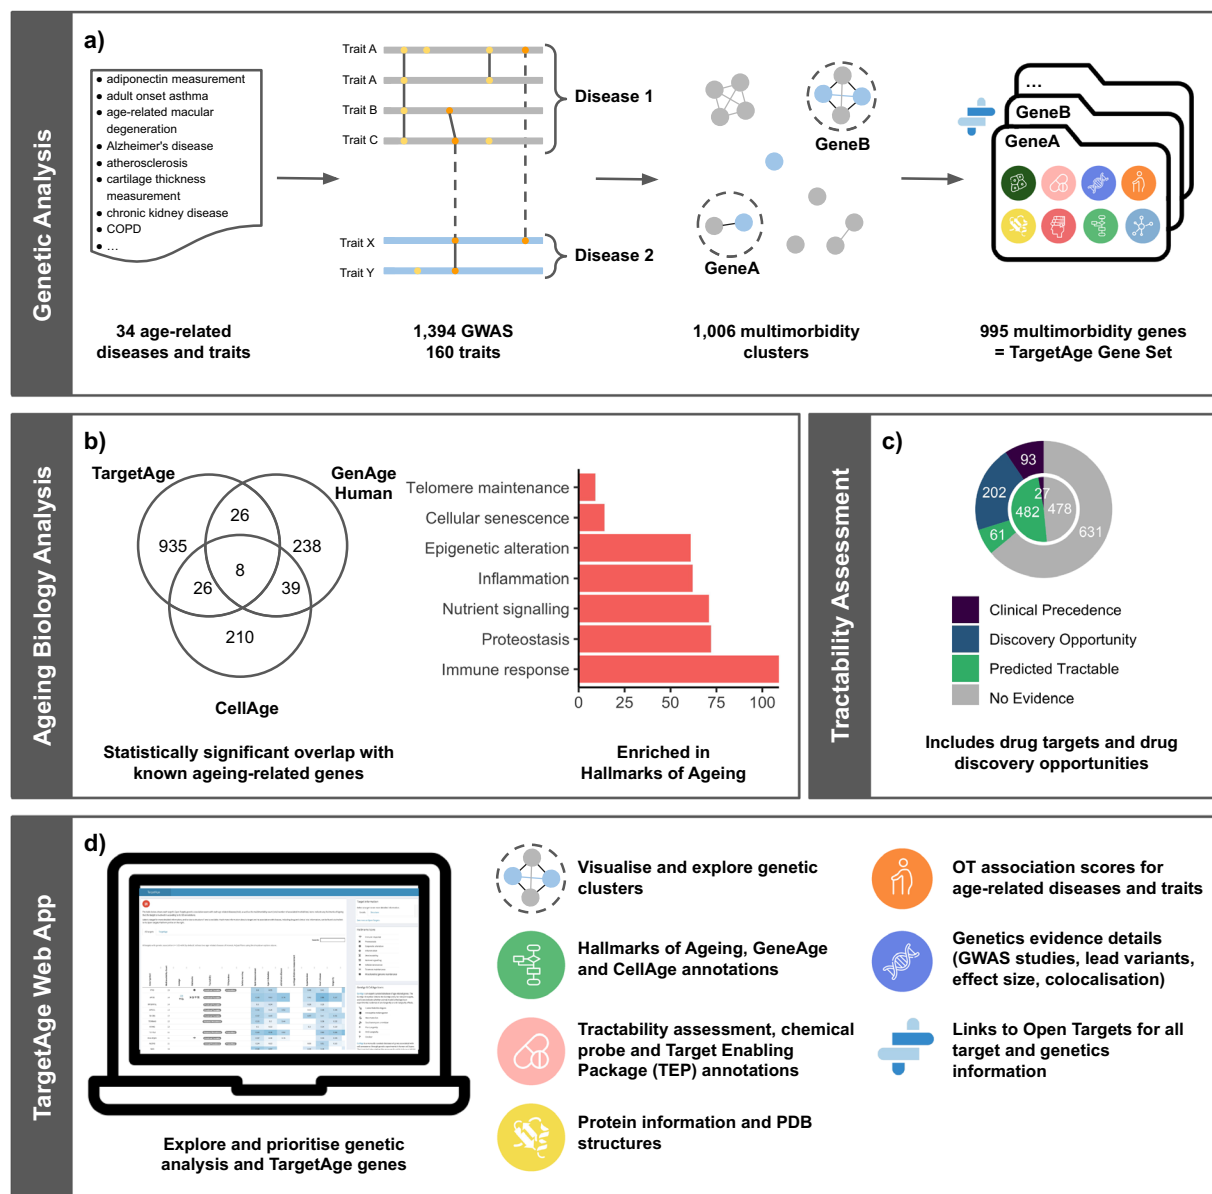 Genetic Analysis
a)
adiponectin measurement
adult onset asthma
age-related macular
degeneration
Alzheimer's disease
atherosclerosis
cartilage thickness
measurement
chronic kidney disease
COPD
...
34 age-related
diseases and traits
Trait A
Trait A
Trait B
Trait C
Disease 1
Trait X
Trait Y
Disease 2
1,394 GWAS
160 traits
GeneB
GeneA
1,006 multimorbidity
clusters
...
GeneB
GeneA
995 multimorbidity genes
= TargetAge Gene Set
Ageing Biology Analysis
b)
TargetAge
GenAge
Human
26
935
238
8
26
39
210
CellAge
Statistically significant overlap with
known ageing-related genes
Telomere maintenance
Cellular senescence
Epigenetic alteration
Inflammation
Nutrient signalling
Proteostasis
Immune response
0 25 50 75 100
Enriched in
Hallmarks of Ageing
Tractability Assessment
c)
93
202
27
482
478
61
631
Clinical Precedence
Discovery Opportunity
Predicted Tractable
No Evidence
Includes drug targets and drug
discovery opportunities
TargetAge Web App
d)
Explore and prioritise genetic
analysis and TargetAge genes
Visualise and explore genetic
clusters
Hallmarks of Ageing, GeneAge
and CellAge annotations
Tractability assessment, chemical
probe and Target Enabling
Package (TEP) annotations
Protein information and PDB
structures
OT association scores for
age-related diseases and traits
Genetics evidence details
(GWAS studies, lead variants,
effect size, colocalisation)
Links to Open Targets for all
target and genetics
information